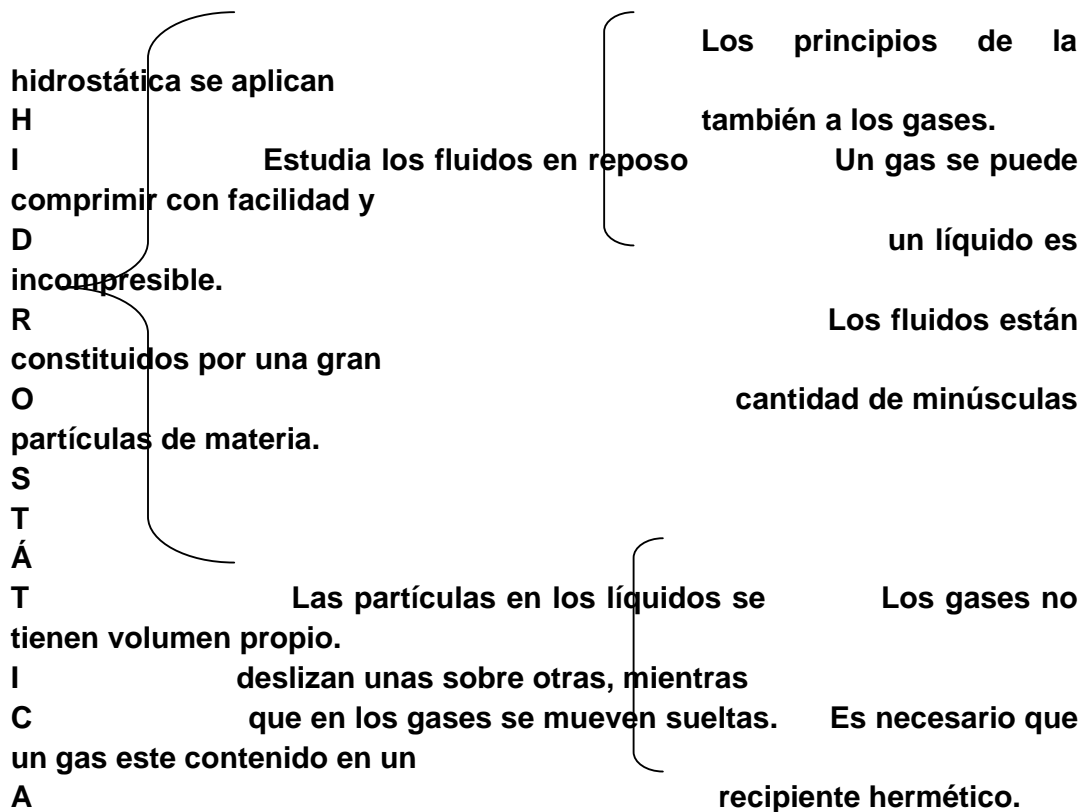 Los principios de la
hidrostática se aplican
H también a los gases.
I Estudia los fluidos en reposo Un gas se puede
comprimir con facilidad y
D un líquido es
incompresible.
R Los fluidos están
constituidos por una gran
O cantidad de minúsculas
partículas de materia.
S
T
Á
T Las partículas en los líquidos se Los gases no
tienen volumen propio.
I deslizan unas sobre otras, mientras
C que en los gases se mueven sueltas. Es necesario que
un gas este contenido en un
A recipiente hermético.